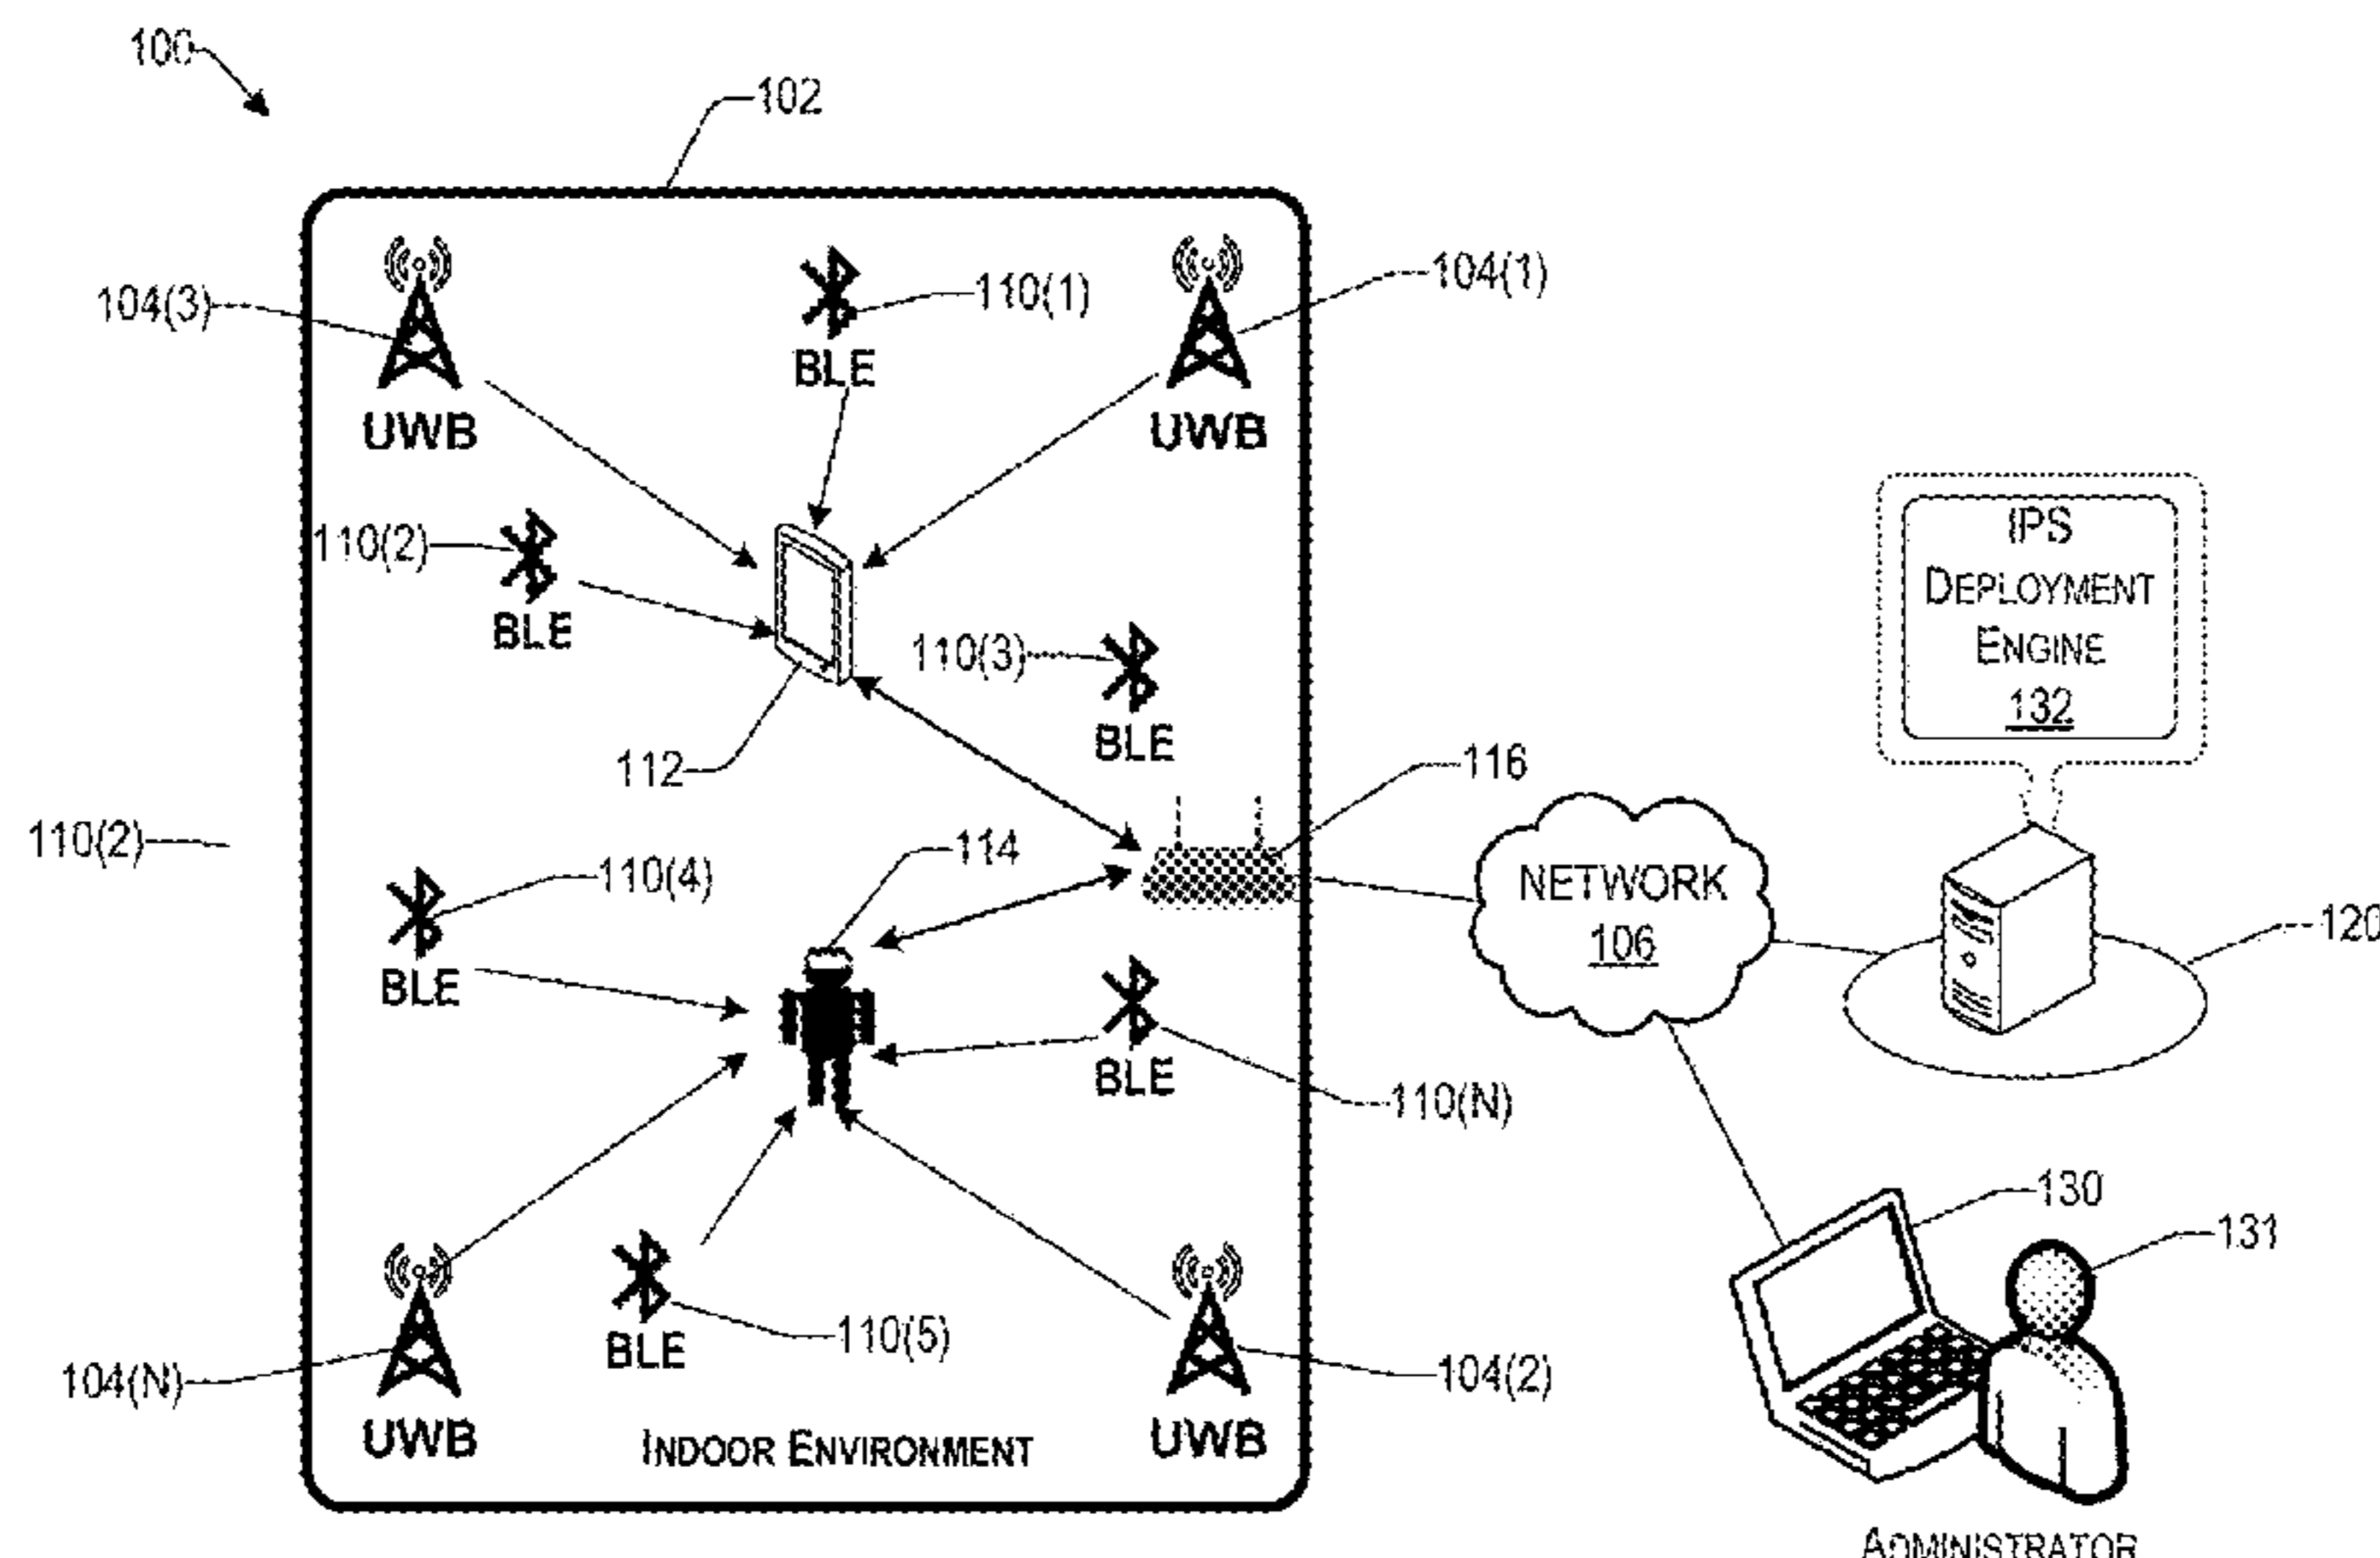 100
102
104(3)
110(1)
104(1)
BLE
UWB
UWB
110(2)
BLE
110(3)
BLE
IPS
DEPLOYMENT
ENGINE
132
112
116
110(2)
114
110(4)
BLE
NETWORK
106
120
BLE
110(N)
130
131
110(5)
BLE
104(N)
104(2)
UWB
INDOOR ENVIRONMENT
UWB
ADMINISTRATOR